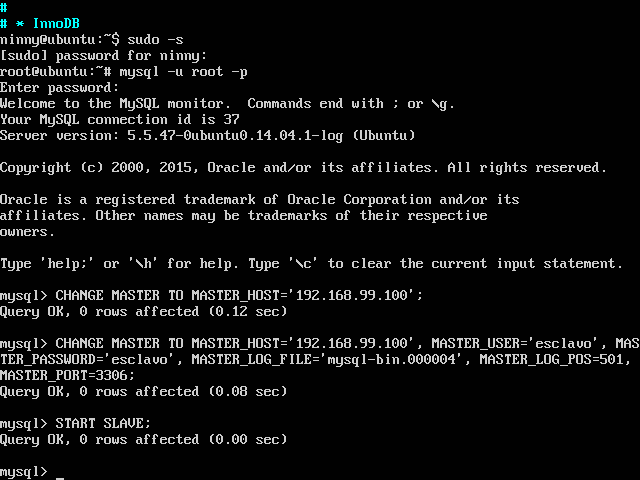 #
# * InnoDB
ninny@ubuntu:~$ sudo -s
[sudo] password for ninny:
root@ubuntu:~# mysql -u root -p
Enter password:
Welcome to the MySQL monitor.  Commands end with ; or \g.
Your MySQL connection id is 37
Server version: 5.5.47-0ubuntu0.14.04.1-log (Ubuntu)

Copyright (c) 2000, 2015, Oracle and/or its affiliates. All rights reserved.

Oracle is a registered trademark of Oracle Corporation and/or its
affiliates. Other names may be trademarks of their respective
owners.

Type 'help;' or '\h' for help. Type '\c' to clear the current input statement.

mysql> CHANGE MASTER TO MASTER_HOST='192.168.99.100';
Query OK, 0 rows affected (0.12 sec)

mysql> CHANGE MASTER TO MASTER_HOST='192.168.99.100', MASTER_USER='esclavo', MAS
TER_PASSWORD='esclavo', MASTER_LOG_FILE='mysql-bin.000004', MASTER_LOG_POS=501,
MASTER_PORT=3306;
Query OK, 0 rows affected (0.08 sec)

mysql> START SLAVE;
Query OK, 0 rows affected (0.00 sec)

mysql> _